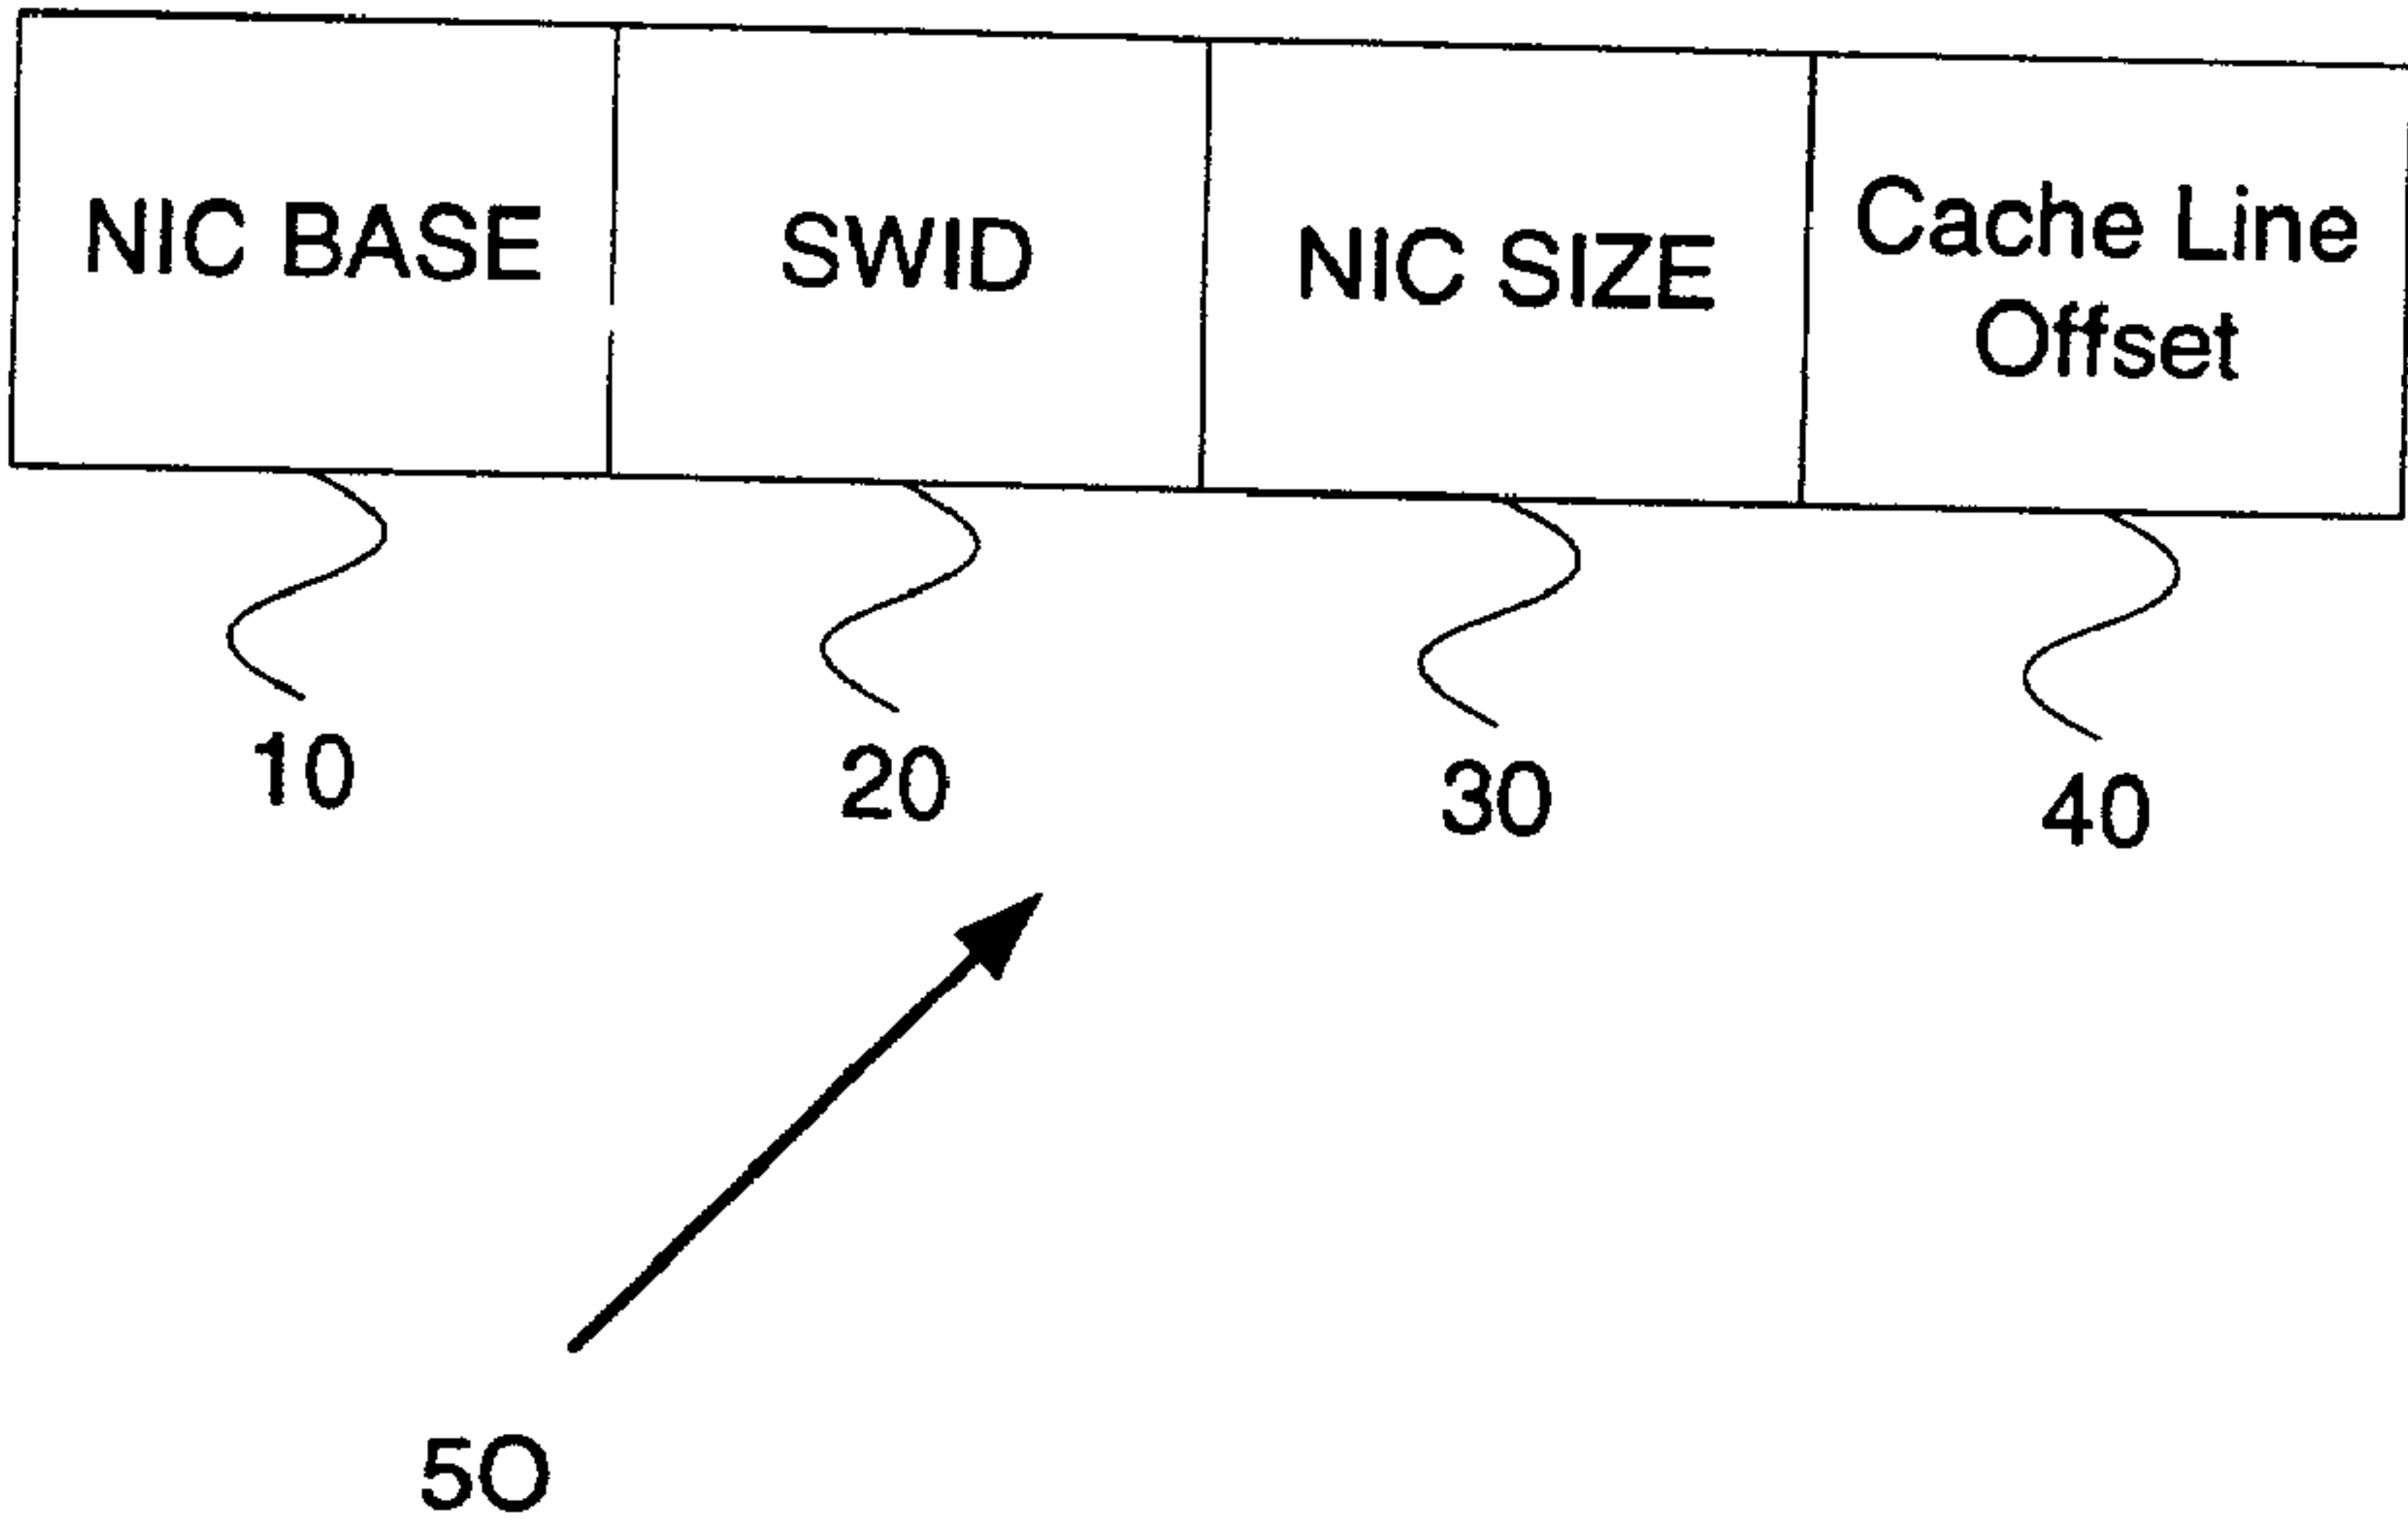 NIC BASE
SWID
NIC SIZE
Cache Line
Offset
10
20
30
40
50